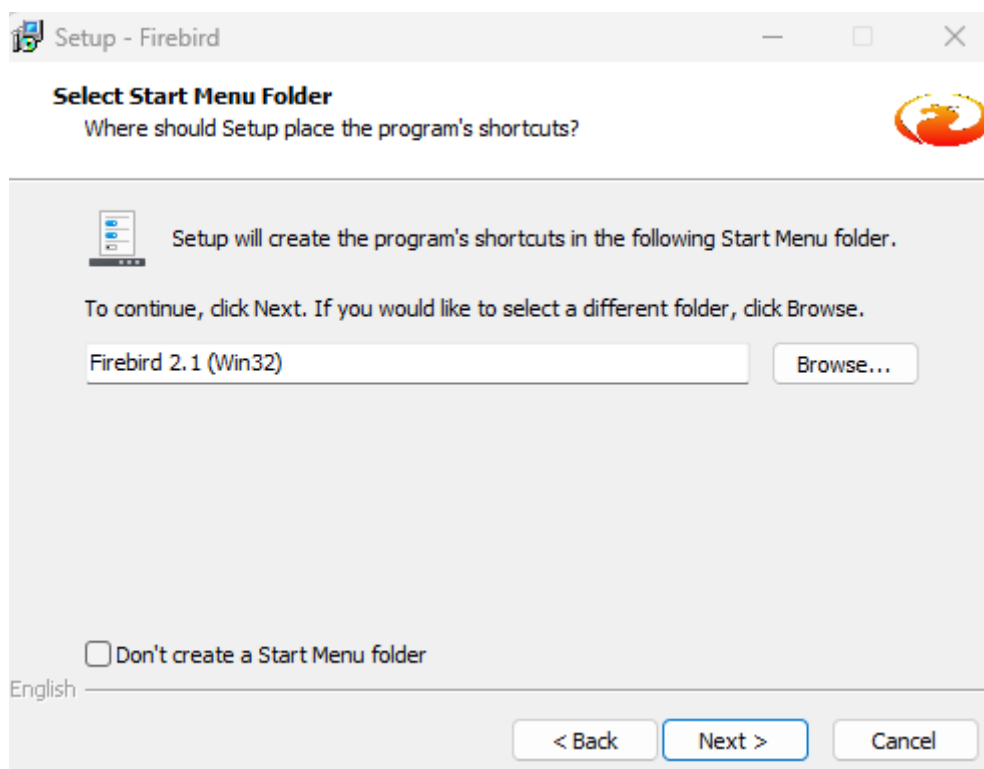 Setup - Firebird
Select Start Menu Folder
Where should Setup place the program's shortcuts?
Setup will create the program's shortcuts in the following Start Menu folder.
To continue, click Next. If you would like to select a different folder, click Browse.
Firebird 2.1 (Win32)
Browse...
Don't create a Start Menu folder
English
< Back
Next >
Cancel